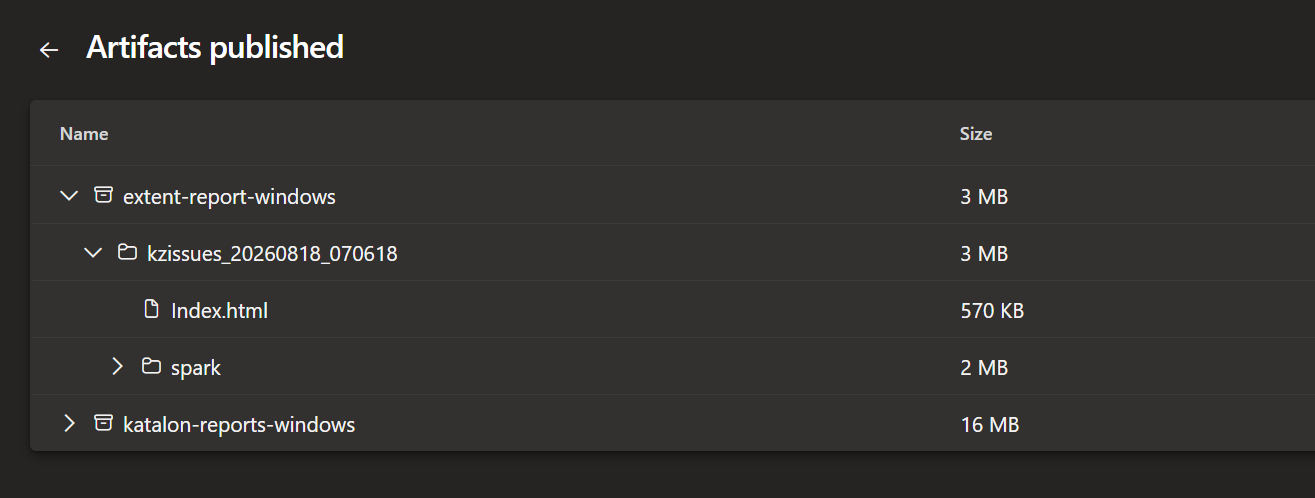 Artifacts published
Name Size
extent-report-windows 3 MB
kzissues_20260818_070618 3 MB
Index.html 570 KB
spark 2 MB
katalon-reports-windows 16 MB